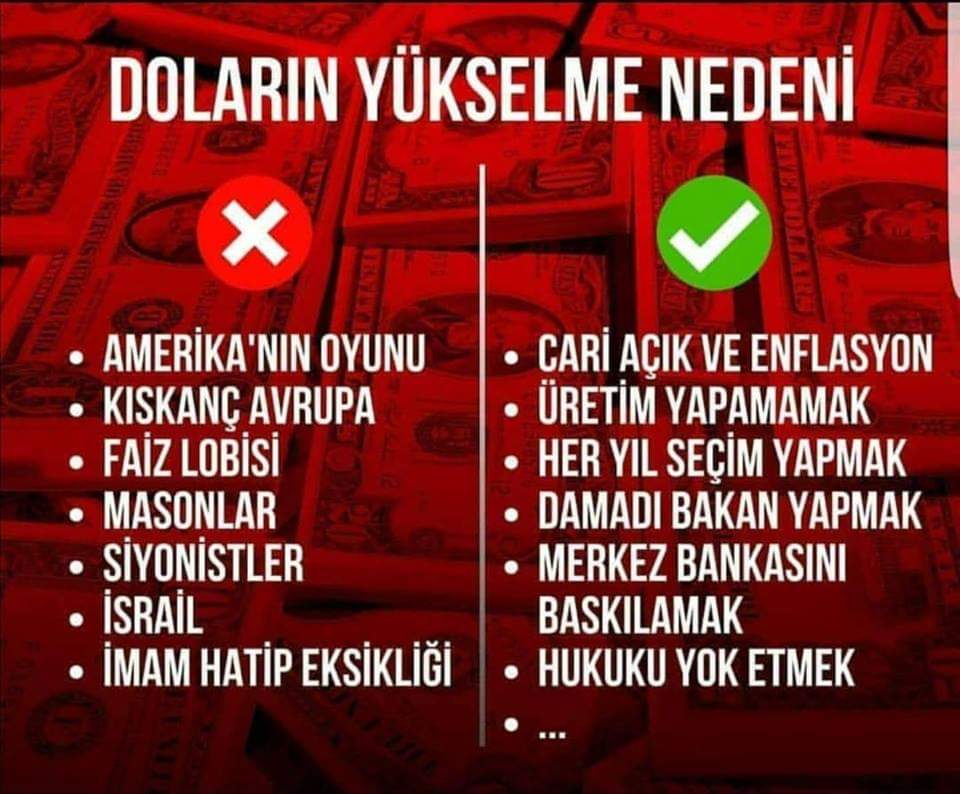 DOLARIN YÜKSELME NEDENİ
• AMERİKA'NIN OYUNU
• KISKANÇ AVRUPA
• FAİZ LOBİSİ
• MASONLAR
• SİYONİSTLER
• İSRAİL
• İMAM HATİP EKSİKLİĞİ
• CARİ AÇIK VE ENFLASYON
• ÜRETİM YAPAMAMAK
• HER YIL SEÇİM YAPMAK
• DAMADI BAKAN YAPMAK
• MERKEZ BANKASINI
BASKILAMAK
• HUKUKU YOK ETMEK
• ...